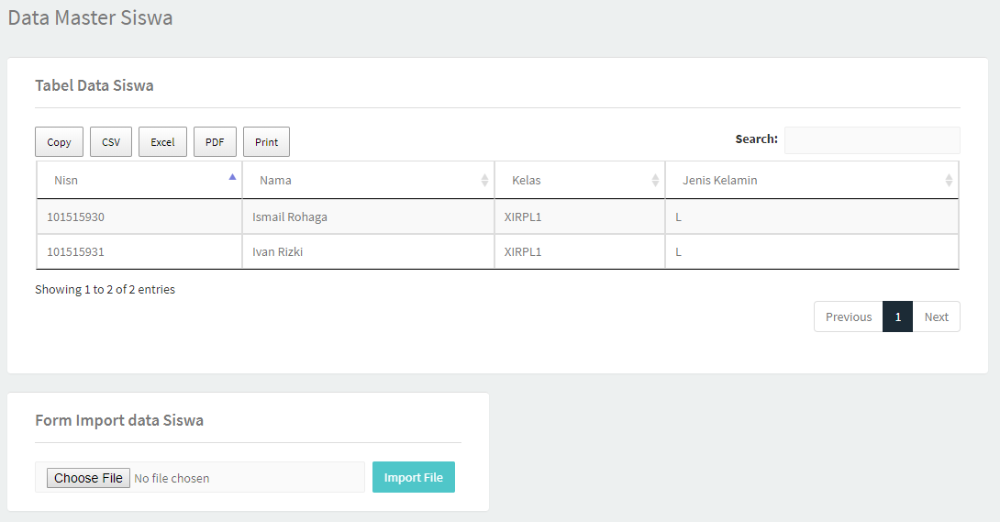 Data Master Siswa
Tabel Data Siswa
Copy CSV Excel PDF Print Search:
Nisn Nama Kelas Jenis Kelamin
101515930 Ismail Rohaga XIRPL1 L
101515931 Ivan Rizki XIRPL1 L
Showing 1 to 2 of 2 entries
Previous 1 Next
Form Import data Siswa
Choose File No file chosen Import File